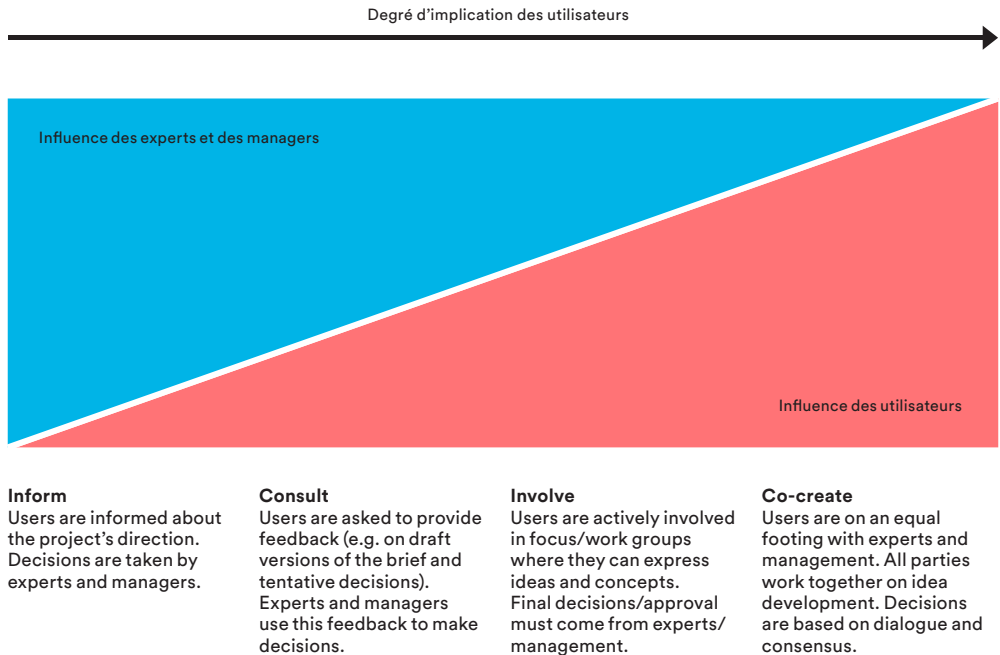 Degré d’implication des utilisateurs
Influence des experts et des managers
Influence des utilisateurs
Inform
Users are informed about
the project’s direction.
Decisions are taken by
experts and managers.
Consult
Users are asked to provide
feedback (e.g. on draft
versions of the brief and
tentative decisions).
Experts and managers
use this feedback to make
decisions.
Involve
Users are actively involved
in focus/work groups
where they can express
ideas and concepts.
Final decisions/approval
must come from experts/
management.
Co-create
Users are on an equal
footing with experts and
management. All parties
work together on idea
development. Decisions
are based on dialogue and
consensus.